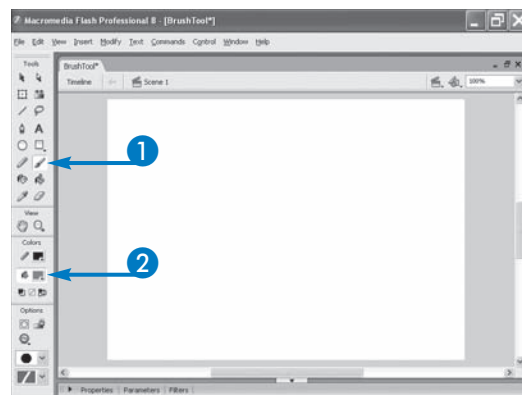 Macromedia Flash Professional 8 - [BrushTool*]
File Edit View Insert Modify Text Commands Control Window Help
Tools
BrushTool*
Timeline Scene 1 100%
A
1
View
Colors
2
Options
Properties Parameters Filters